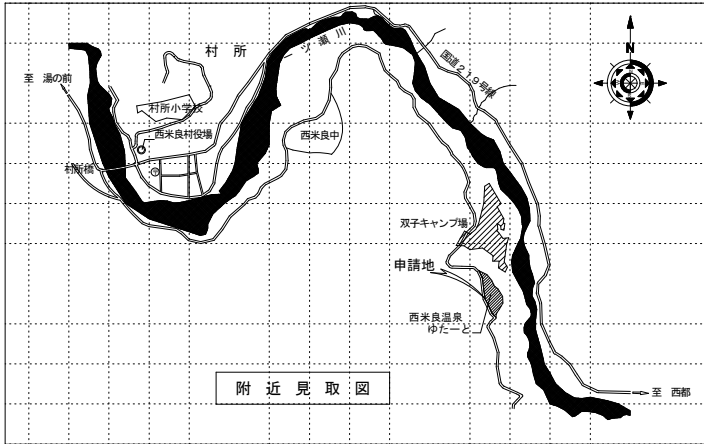 村所
一ツ瀬川
国道219号線
N
至 湯の前
村所小学校
西米良村役場
西米良中
村所橋
〒
双子キャンプ場
申請地
西米良温泉
ゆたーと
附近見取図
至 西都